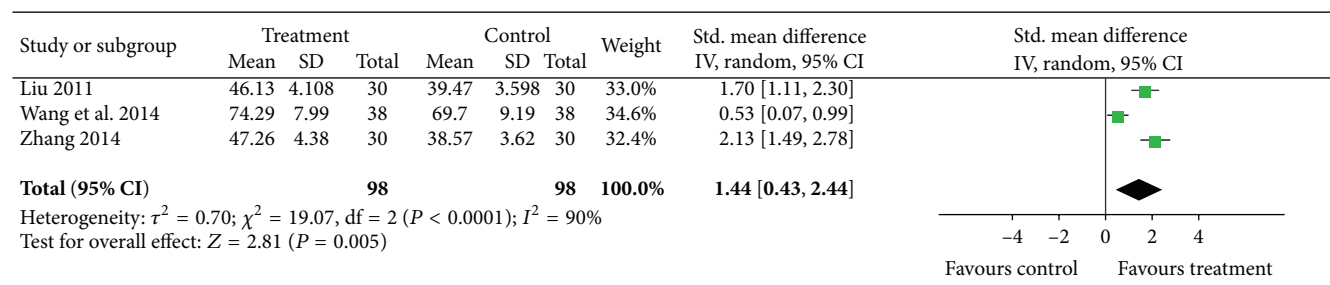 Study or subgroup Treatment Control Weight Std. mean difference Std. mean difference
Mean SD Total Mean SD Total IV, random, 95% CI IV, random, 95% CI
Liu 2011 46.13 4.108 30 39.47 3.598 30 33.0% 1.70 [1.11, 2.30]
Wang et al. 2014 74.29 7.99 38 69.7 9.19 38 34.6% 0.53 [0.07, 0.99]
Zhang 2014 47.26 4.38 30 38.57 3.62 30 32.4% 2.13 [1.49, 2.78]
Total (95% CI) 98 98 100.0% 1.44 [0.43, 2.44]
Heterogeneity: τ² = 0.70; χ² = 19.07, df = 2 (P < 0.0001); I² = 90%
Test for overall effect: Z = 2.81 (P = 0.005)
−4 −2 0 2 4
Favours control Favours treatment